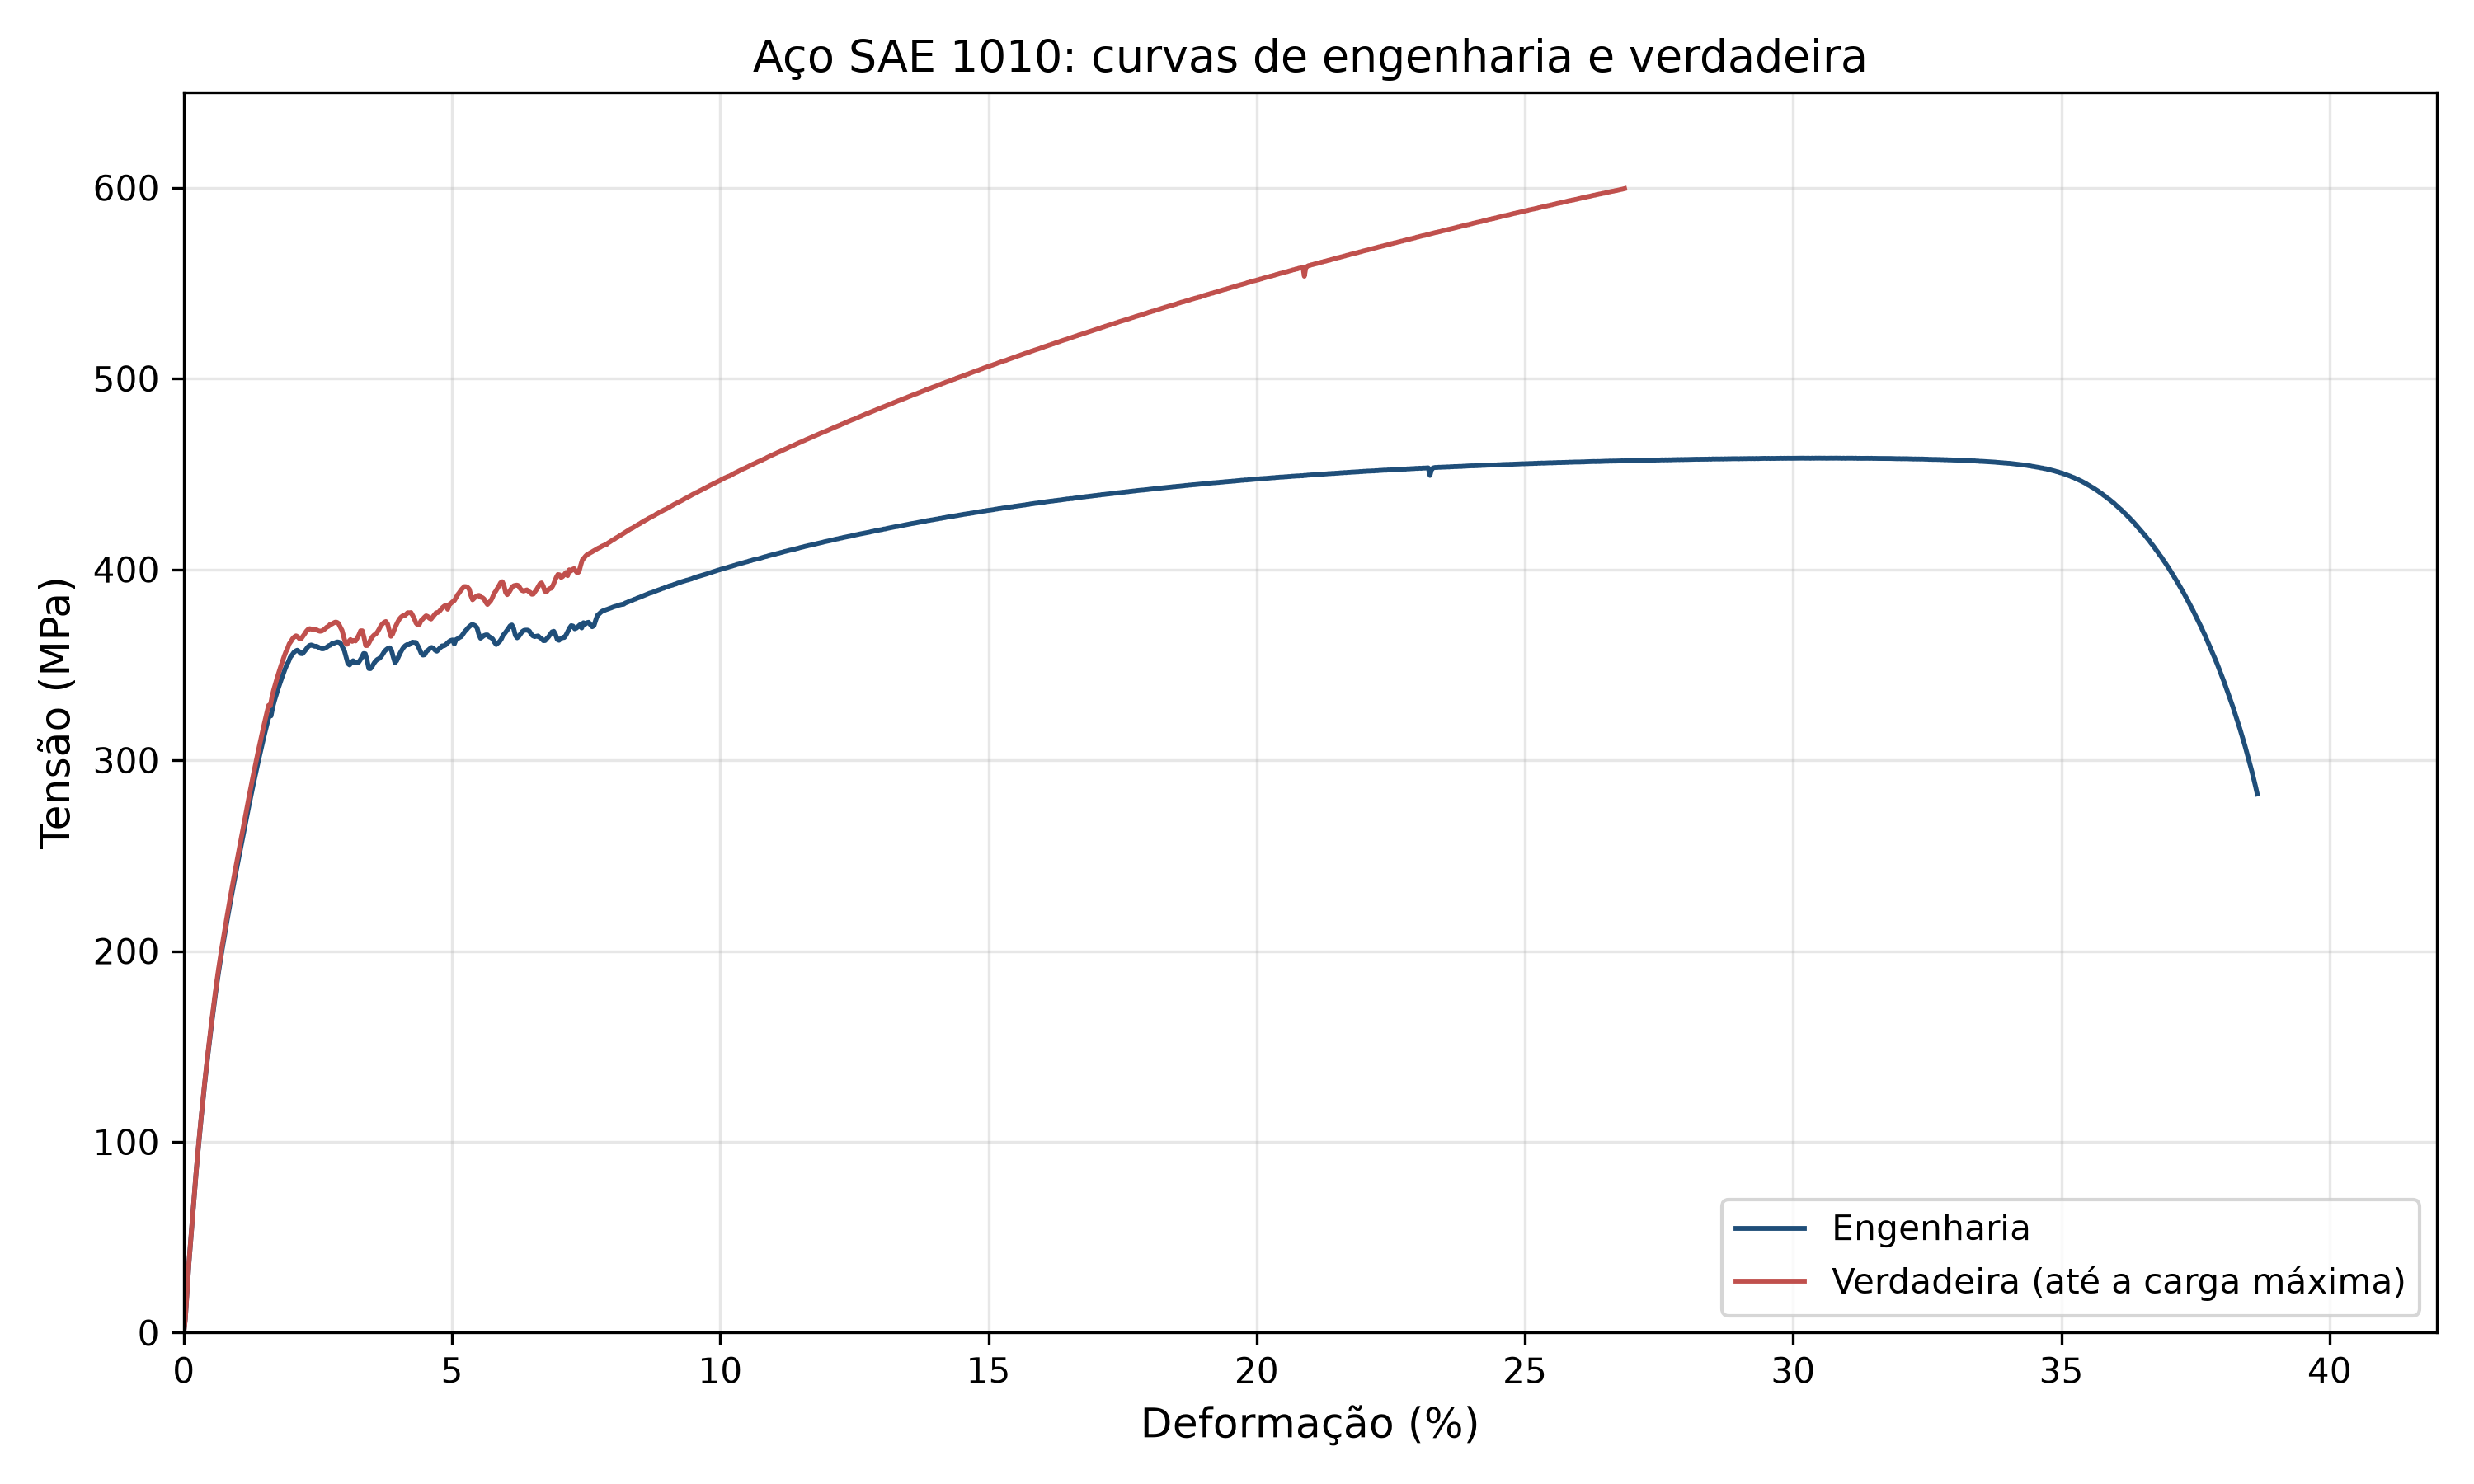 Aço SAE 1010: curvas de engenharia e verdadeira
Tensão (MPa)
600
500
400
300
200
100
0
0 5 10 15 20 25 30 35 40
Deformação (%)
Engenharia
Verdadeira (até a carga máxima)